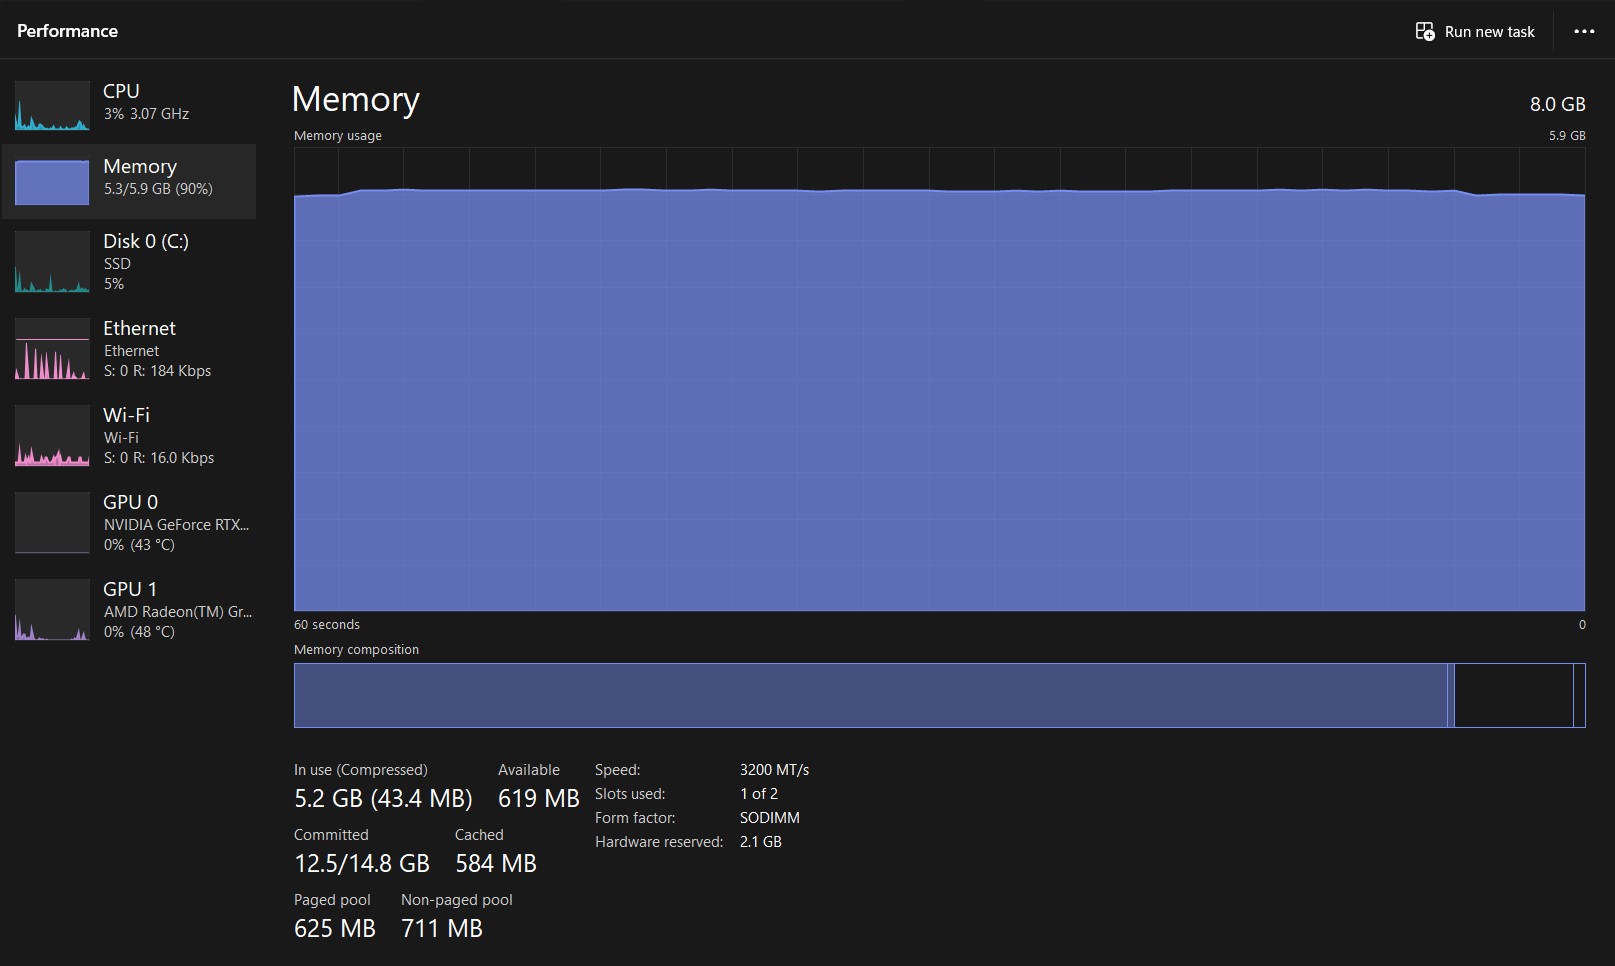 Performance
Run new task
CPU
3% 3.07 GHz
Memory
5.3/5.9 GB (90%)
Disk 0 (C:)
SSD
5%
Ethernet
Ethernet
S: 0 R: 184 Kbps
Wi-Fi
Wi-Fi
S: 0 R: 16.0 Kbps
GPU 0
NVIDIA GeForce RTX...
0% (43 °C)
GPU 1
AMD Radeon(TM) Gr...
0% (48 °C)
Memory
8.0 GB
Memory usage
5.9 GB
60 seconds
0
Memory composition
In use (Compressed)
5.2 GB (43.4 MB)
Available
619 MB
Committed
12.5/14.8 GB
Cached
584 MB
Paged pool
625 MB
Non-paged pool
711 MB
Speed: 3200 MT/s
Slots used: 1 of 2
Form factor: SODIMM
Hardware reserved: 2.1 GB